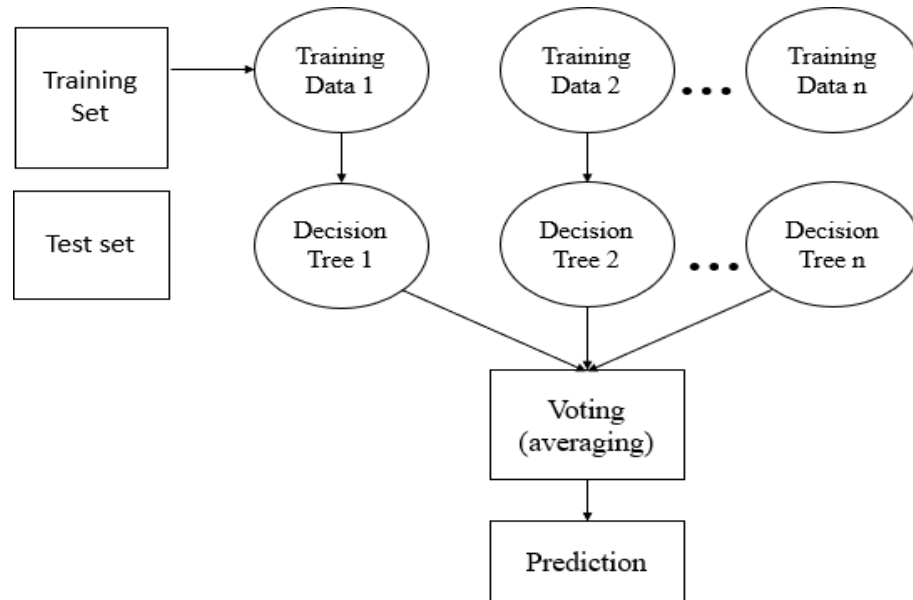 Training
Set
Training
Data 1
Training
Data 2
...
Training
Data n
Test set
Decision
Tree 1
Decision
Tree 2
...
Decision
Tree n
Voting
(averaging)
Prediction